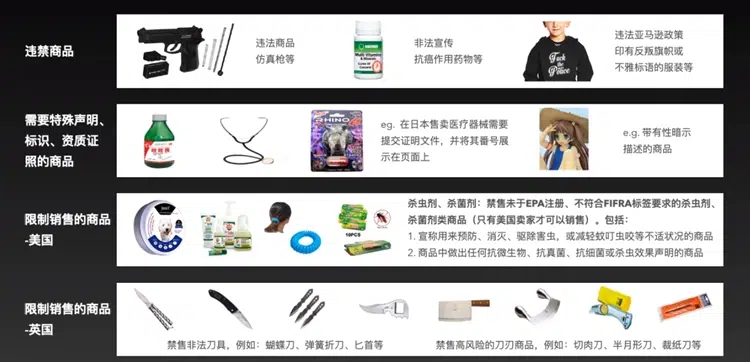 违禁商品
违法商品
仿真枪等
非法宣传
抗癌作用药物等
违法亚马逊政策
印有反叛旗帜或
不雅标语的服装等
Fuck the
Peace
需要特殊声明、
标识、资质证
照的商品
RHINO
eg. 在日本售卖医疗器械需要
提交证明文件，并将其番号展
示在页面上
e.g. 带有性暗示
描述的商品
限制销售的商品
-美国
10PCS
杀虫剂、杀菌剂：禁售未于EPA注册、不符合FIFRA标签要求的杀虫剂、
杀菌剂类商品（只有美国卖家才可以销售）。包括：
1. 宣称用来预防、消灭、驱除害虫，或减轻蚊叮虫咬等不适状况的商品
2. 商品中做出任何抗微生物、抗真菌、抗细菌或杀虫效果声明的商品
限制销售的商品
-英国
禁售非法刀具，例如：蝴蝶刀、弹簧折刀、匕首等
禁售高风险的刀刃商品，例如：切肉刀、半月形刀、裁纸刀等